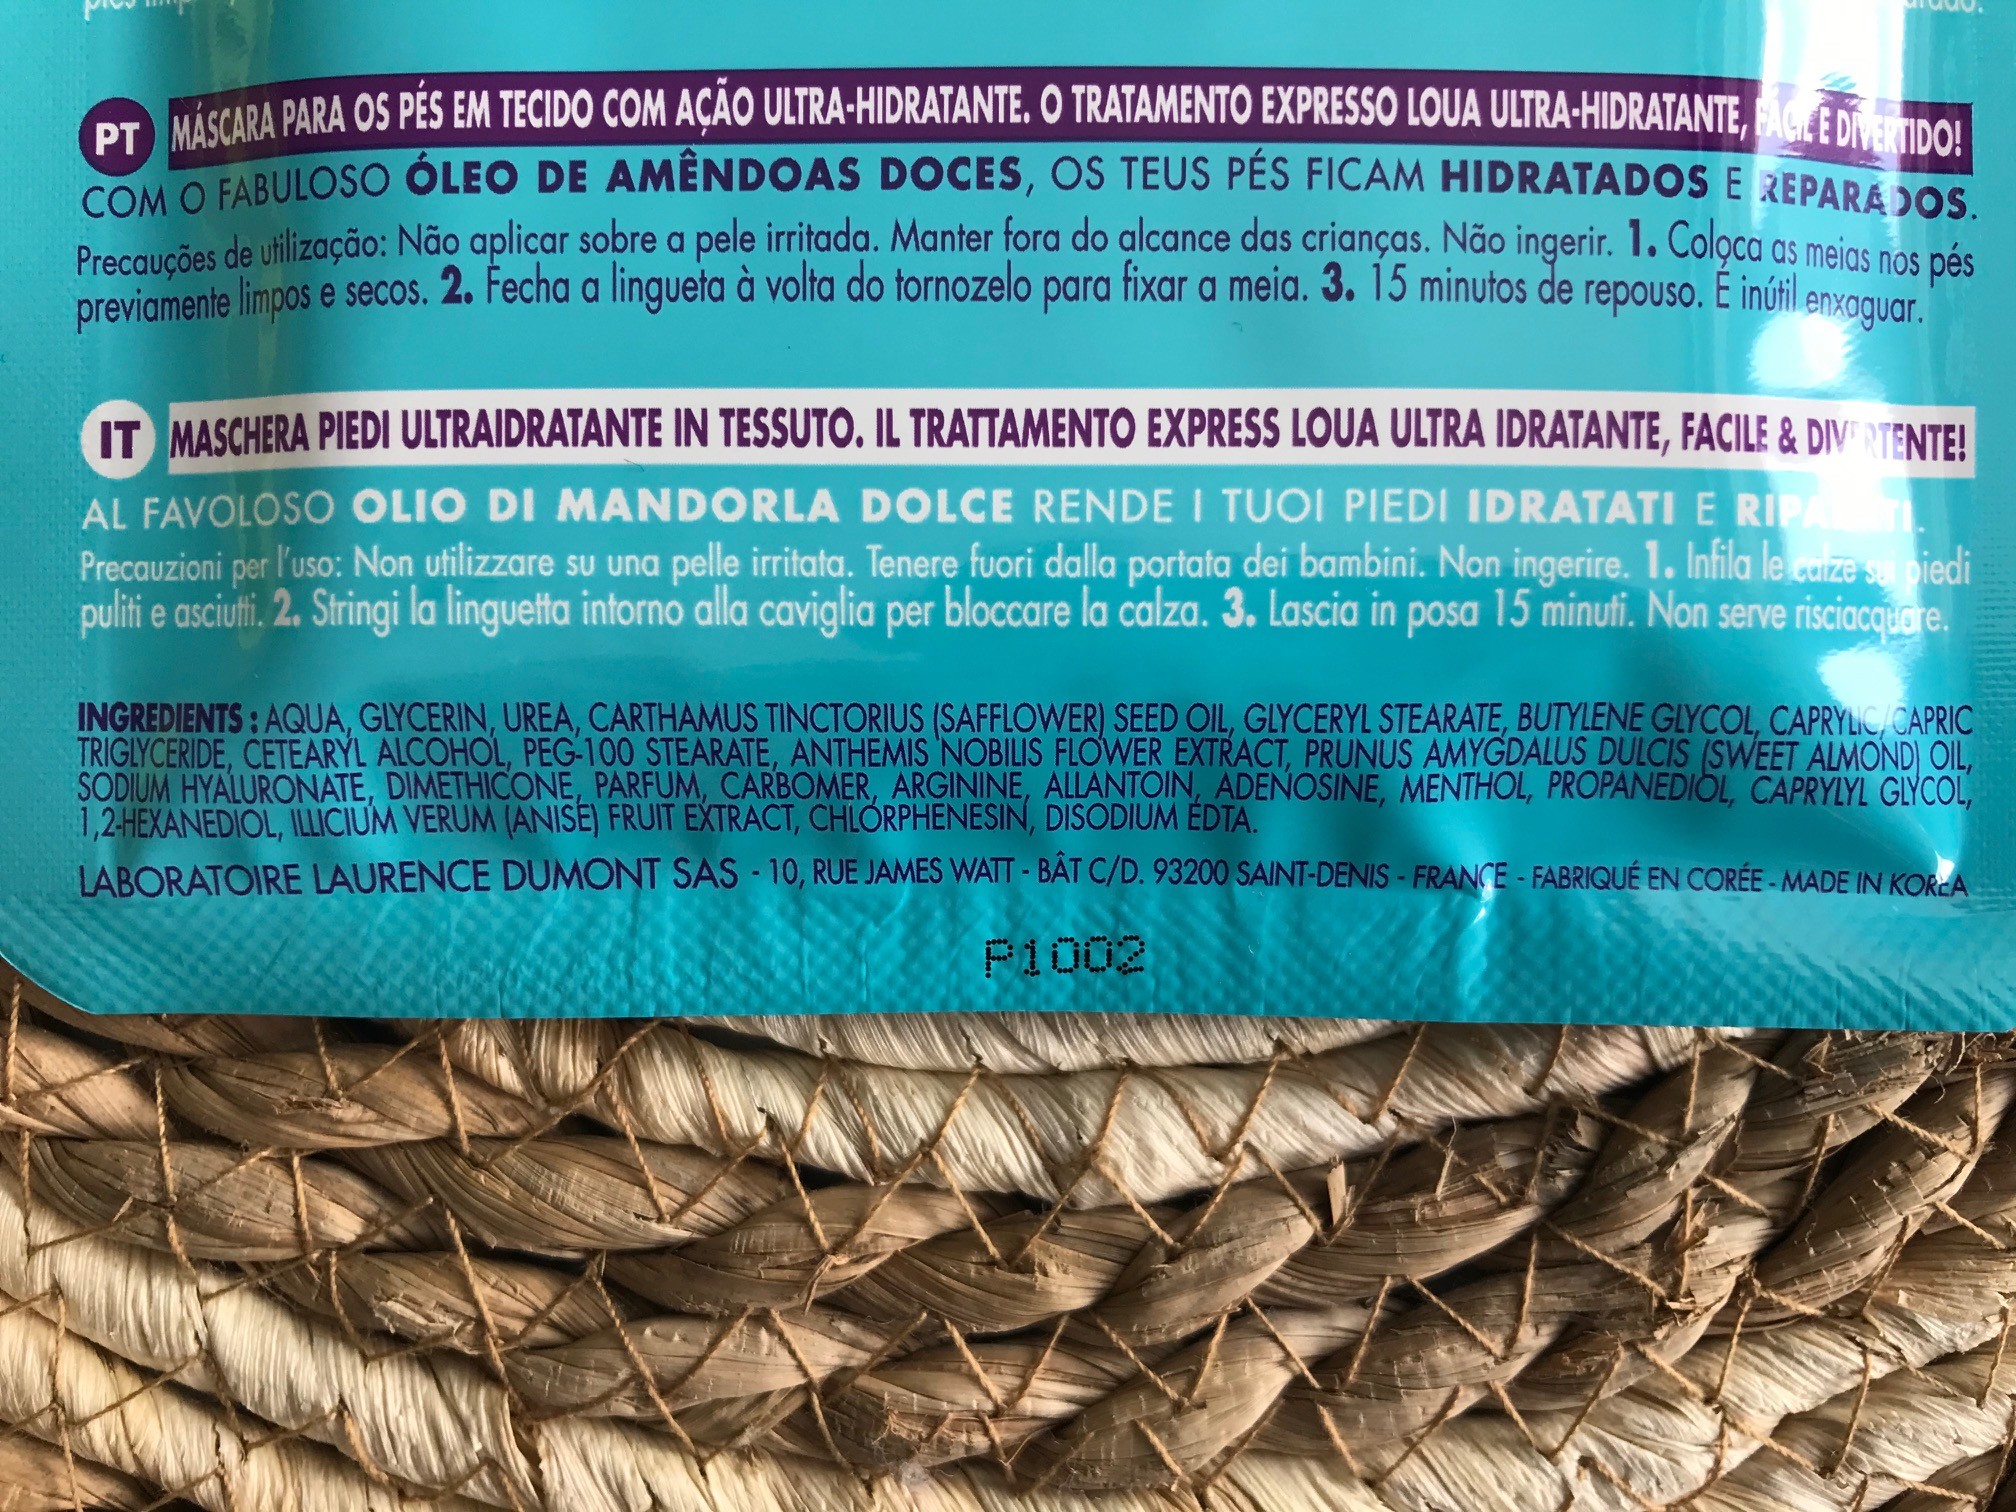 PT MÁSCARA PARA OS PÉS EM TECIDO COM AÇÃO ULTRA-HIDRATANTE. O TRATAMENTO EXPRESSO LOUA ULTRA-HIDRATANTE, FÁCIL E DIVERTIDO!
COM O FABULOSO ÓLEO DE AMÊNDOAS DOCES, OS TEUS PÉS FICAM HIDRATADOS E REPARADOS.
Precauções de utilização: Não aplicar sobre a pele irritada. Manter fora do alcance das crianças. Não ingerir. 1. Coloca as meias nos pés
previamente limpos e secos. 2. Fecha a lingueta à volta do tornozelo para fixar a meia. 3. 15 minutos de repouso. É inútil enxaguar.
IT MASCHERA PIEDI ULTRAIDRATANTE IN TESSUTO. IL TRATTAMENTO EXPRESS LOUA ULTRA IDRATANTE, FACILE & DIVERTENTE!
AL FAVOLOSO OLIO DI MANDORLA DOLCE RENDE I TUOI PIEDI IDRATATI E RIPARATI.
Precauzioni per l'uso: Non utilizzare su una pelle irritata. Tenere fuori dalla portata dei bambini. Non ingerire. 1. Infila le calze sui piedi
puliti e asciutti. 2. Stringi la linguetta intorno alla caviglia per bloccare la calza. 3. Lascia in posa 15 minuti. Non serve risciacquare.
INGREDIENTS : AQUA, GLYCERIN, UREA, CARTHAMUS TINCTORIUS (SAFFLOWER) SEED OIL, GLYCERYL STEARATE, BUTYLENE GLYCOL, CAPRYLIC/CAPRIC
TRIGLYCERIDE, CETEARYL ALCOHOL, PEG-100 STEARATE, ANTHEMIS NOBILIS FLOWER EXTRACT, PRUNUS AMYGDALUS DULCIS (SWEET ALMOND) OIL,
SODIUM HYALURONATE, DIMETHICONE, PARFUM, CARBOMER, ARGININE, ALLANTOIN, ADENOSINE, MENTHOL, PROPANEDIOL, CAPRYLYL GLYCOL,
1,2-HEXANEDIOL, ILLICIUM VERUM (ANISE) FRUIT EXTRACT, CHLORPHENESIN, DISODIUM EDTA.
LABORATOIRE LAURENCE DUMONT SAS - 10, RUE JAMES WATT - BÂT C/D. 93200 SAINT-DENIS - FRANCE - FABRIQUÉ EN CORÉE - MADE IN KOREA
P1002